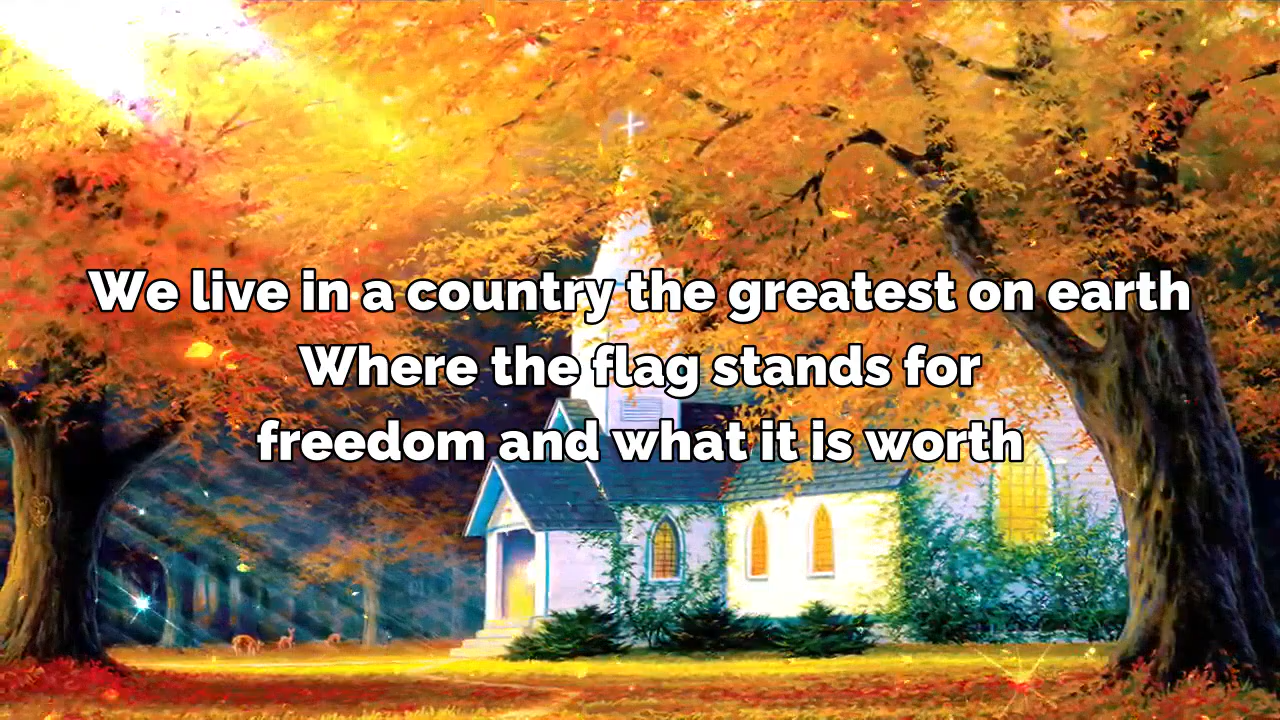 We live in a country the greatest on earth
Where the flag stands for
freedom and what it is worth